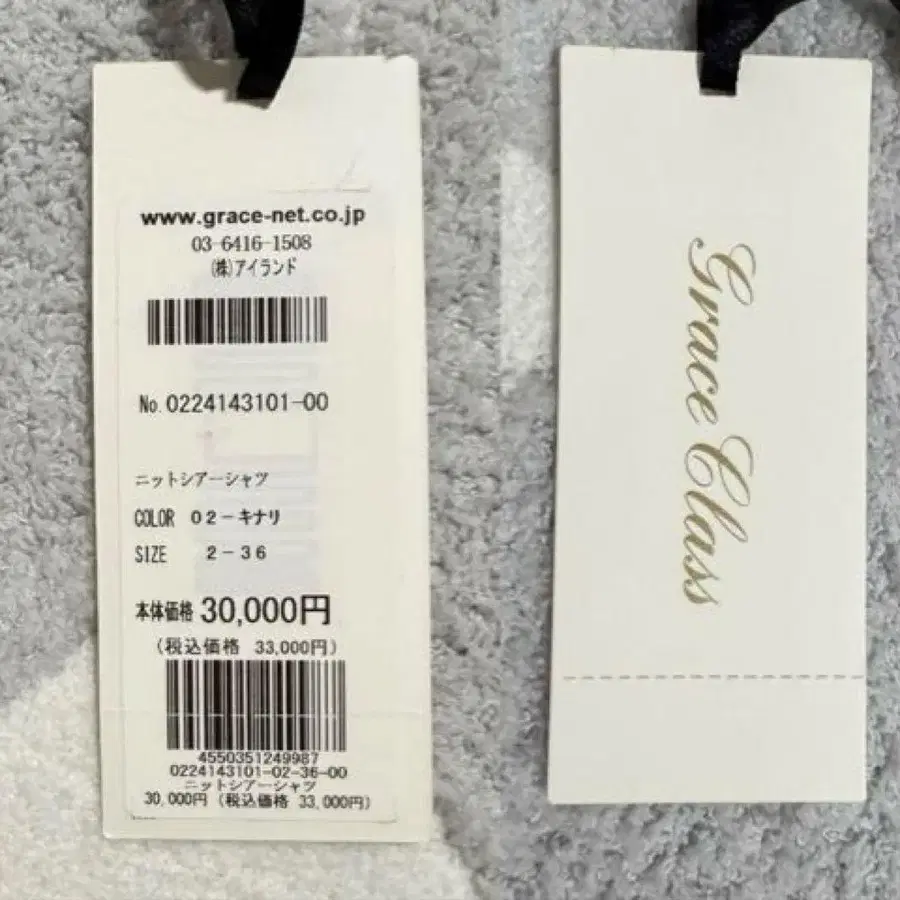 www.grace-net.co.jp
03-6416-1508
(株)アイランド
No.0224143101-00
ニットシアーシャツ
COLOR 02-キナリ
SIZE 2-36
本体価格 30,000円
(税込価格 33,000円)
4550351249987
0224143101-02-36-00
ニットシアーシャツ
30,000円 (税込価格 33,000円)
Grace Class